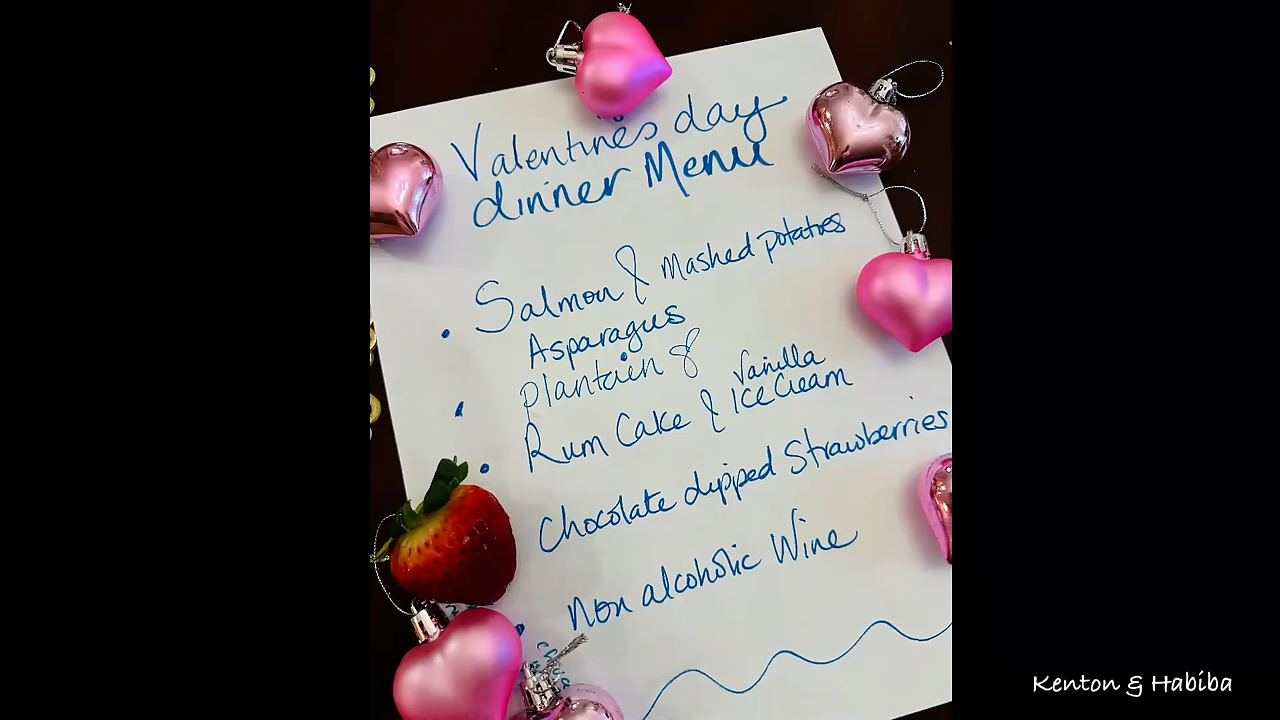 Valentines day
dinner Menu
• Salmon & Mashed potatoes
Asparagus
• plantain &
• Rum Cake & Vanilla Ice Cream
Chocolate dipped Strawberries
• Non alcoholic Wine
Kenton & Habiba